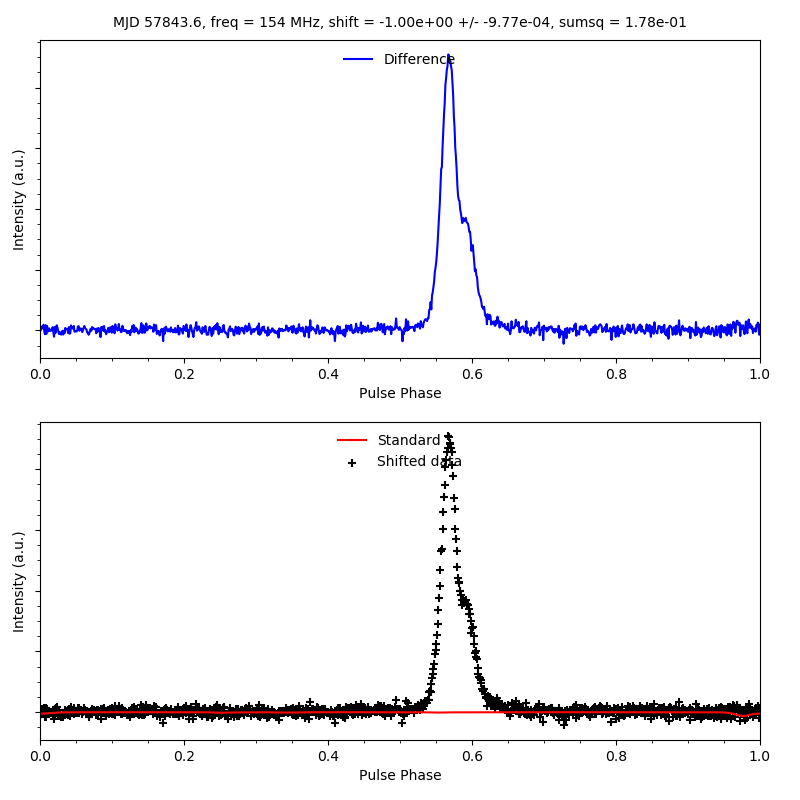 MJD 57843.6, freq = 154 MHz, shift = -1.00e+00 +/- -9.77e-04, sumsq = 1.78e-01
Difference
Intensity (a.u.)
0.0 0.2 0.4 0.6 0.8 1.0
Pulse Phase
Standard
Shifted data
Intensity (a.u.)
0.0 0.2 0.4 0.6 0.8 1.0
Pulse Phase